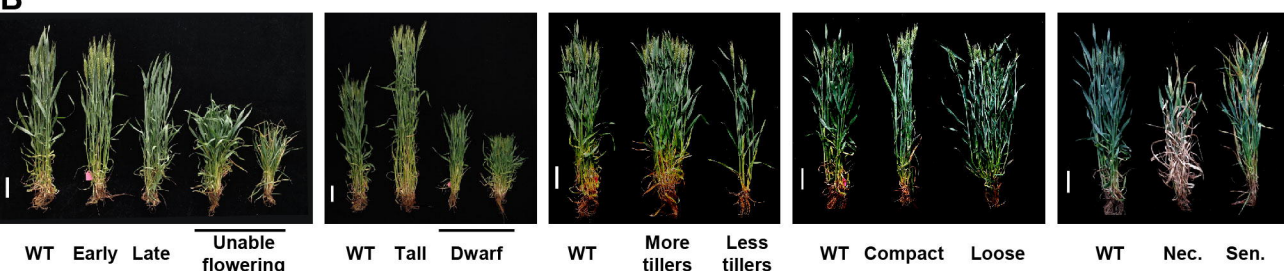 B
WT Early Late Unable
flowering
WT Tall Dwarf
WT More
tillers Less
tillers
WT Compact Loose
WT Nec. Sen.